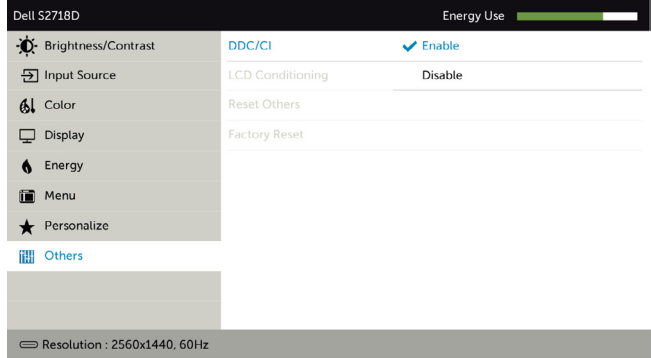 Dell S2718D
Energy Use
Brightness/Contrast
DDC/CI
Enable
Input Source
LCD Conditioning
Disable
Color
Reset Others
Display
Factory Reset
Energy
Menu
Personalize
Others
Resolution : 2560x1440, 60Hz